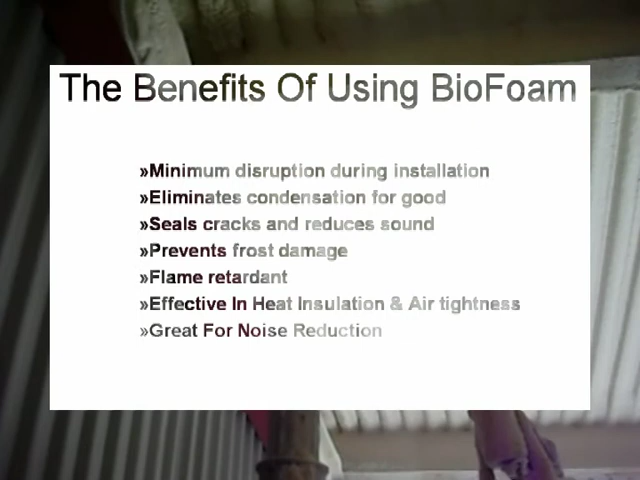 The Benefits Of Using BioFoam
»Minimum disruption during installation
»Eliminates condensation for good
»Seals cracks and reduces sound
»Prevents frost damage
»Flame retardant
»Effective In Heat Insulation & Air tightness
»Great For Noise Reduction